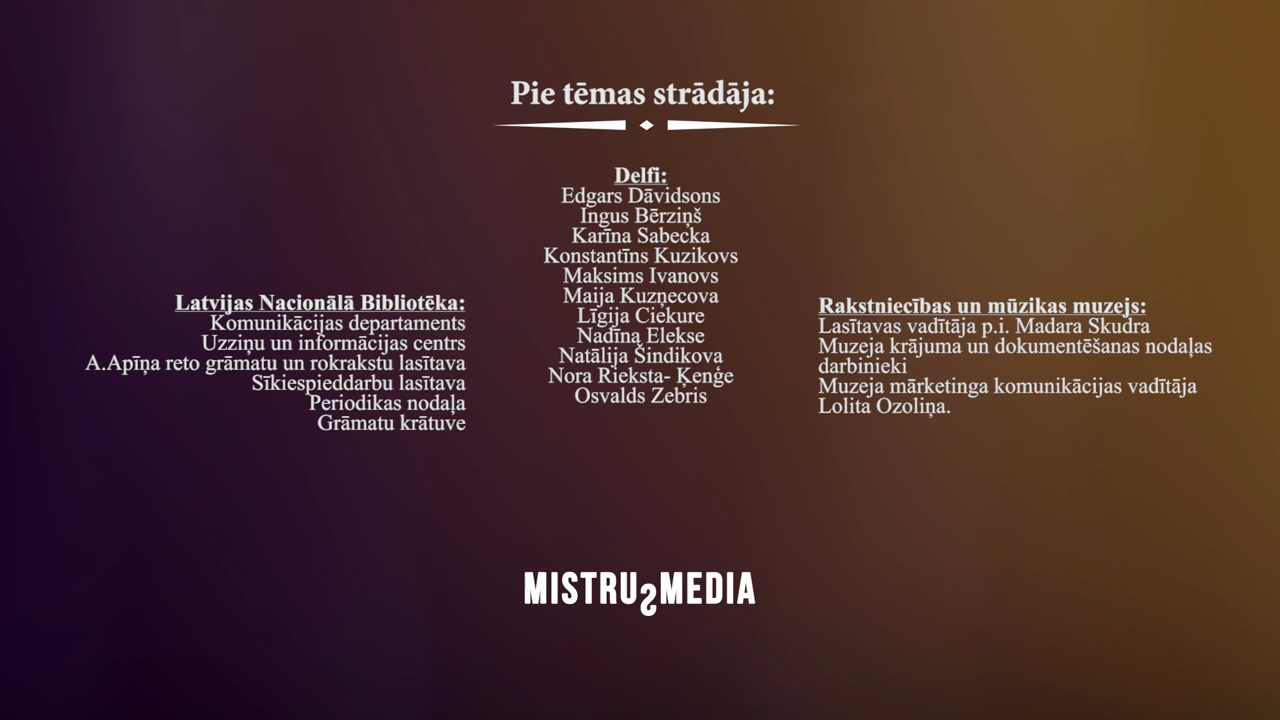 Pie tēmas strādāja:
Delfi:
Edgars Dāvidsons
Ingus Bērziņš
Karīna Sabecka
Konstantīns Kuzikovs
Maksims Ivanovs
Maija Kuzņecova
Līgija Ciekure
Nadīna Elekse
Natālija Šindikova
Nora Rieksta- Ķenģe
Osvalds Zebris
Latvijas Nacionālā Bibliotēka:
Komunikācijas departaments
Uzziņu un informācijas centrs
A.Apīņa reto grāmatu un rokrakstu lasītava
Sīkiespieddarbu lasītava
Periodikas nodaļa
Grāmatu krātuve
Rakstniecības un mūzikas muzejs:
Lasītavas vadītāja p.i. Madara Skudra
Muzeja krājuma un dokumentēšanas nodaļas
darbinieki
Muzeja mārketinga komunikācijas vadītāja
Lolita Ozoliņa.
MISTRUSMEDIA